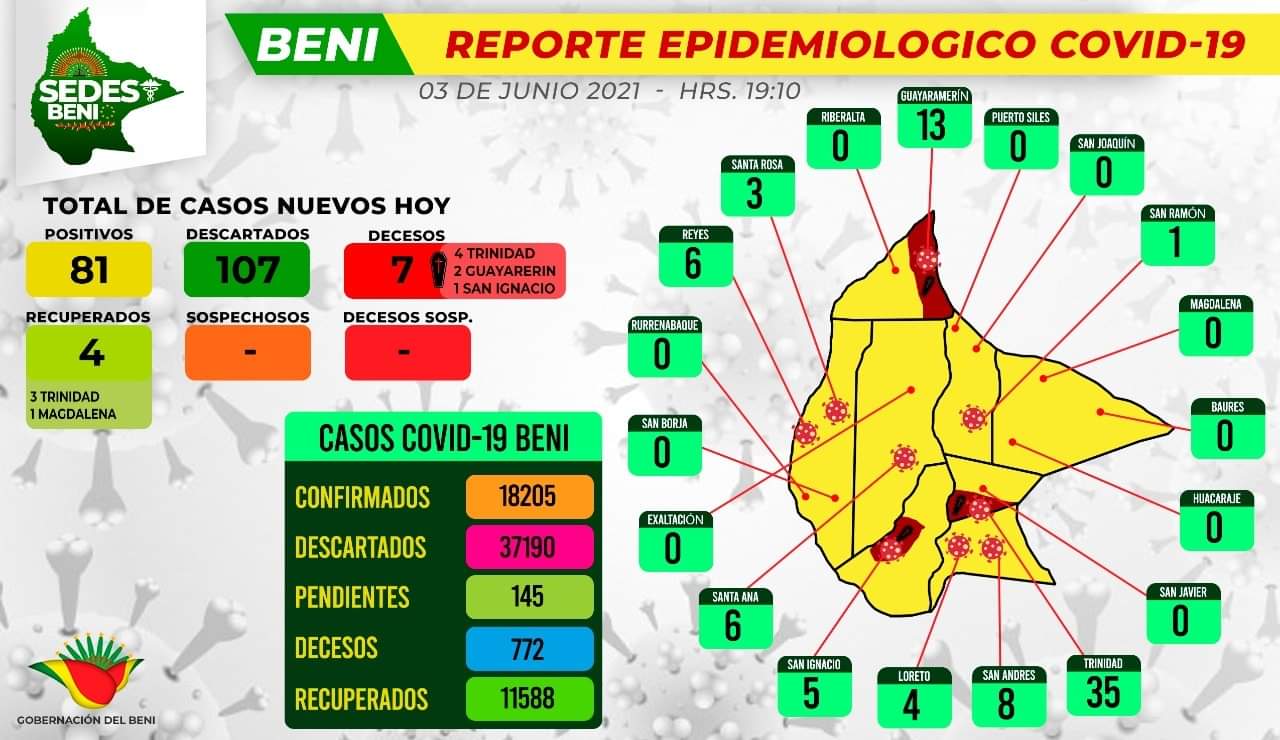 SEDES
BENI
BENI
REPORTE EPIDEMIOLOGICO COVID-19
03 DE JUNIO 2021 - HRS. 19:10
TOTAL DE CASOS NUEVOS HOY
POSITIVOS
81
DESCARTADOS
107
DECESOS
7
4 TRINIDAD
2 GUAYARERIN
1 SAN IGNACIO
RECUPERADOS
4
3 TRINIDAD
1 MAGDALENA
SOSPECHOSOS
-
DECESOS SOSP.
-
CASOS COVID-19 BENI
CONFIRMADOS 18205
DESCARTADOS 37190
PENDIENTES 145
DECESOS 772
RECUPERADOS 11588
GOBERNACIÓN DEL BENI
RIBERALTA
0
GUAYARAMERÍN
13
PUERTO SILES
0
SAN JOAQUÍN
0
SANTA ROSA
3
SAN RAMÓN
1
REYES
6
MAGDALENA
0
RURRENABAQUE
0
BAURES
0
SAN BORJA
0
HUACARAJE
0
EXALTACIÓN
0
SAN JAVIER
0
SANTA ANA
6
SAN IGNACIO
5
LORETO
4
SAN ANDRES
8
TRINIDAD
35